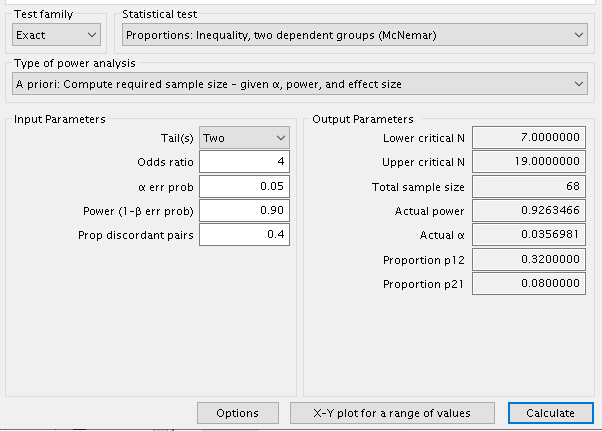 Test family
Statistical test
Exact
Proportions: Inequality, two dependent groups (McNemar)
Type of power analysis
A priori: Compute required sample size – given α, power, and effect size
Input Parameters
Tail(s) Two
Odds ratio 4
α err prob 0.05
Power (1-β err prob) 0.90
Prop discordant pairs 0.4
Output Parameters
Lower critical N 7.0000000
Upper critical N 19.0000000
Total sample size 68
Actual power 0.9263466
Actual α 0.0356981
Proportion p12 0.3200000
Proportion p21 0.0800000
Options
X-Y plot for a range of values
Calculate